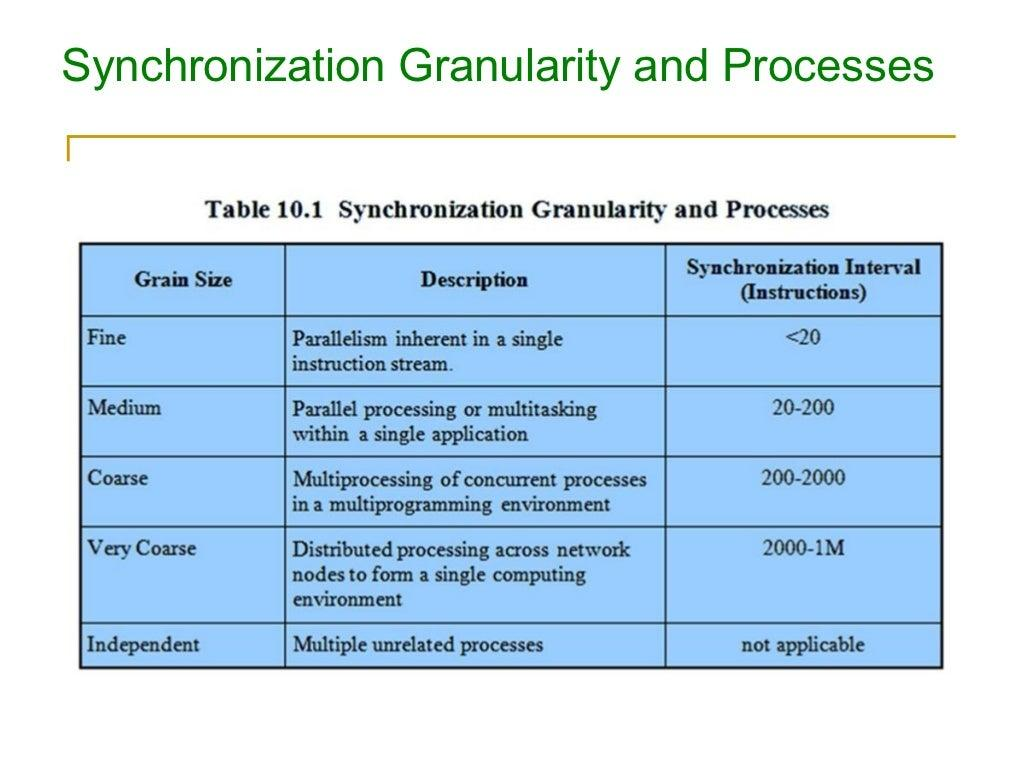 Synchronization Granularity and Processes
Table 10.1 Synchronization Granularity and Processes
Grain Size
Description
Synchronization Interval
(Instructions)
Fine
Parallelism inherent in a single
instruction stream.
<20
Medium
Parallel processing or multitasking
within a single application
20-200
Coarse
Multiprocessing of concurrent processes
in a multiprogramming environment
200-2000
Very Coarse
Distributed processing across network
nodes to form a single computing
environment
2000-1M
Independent
Multiple unrelated processes
not applicable